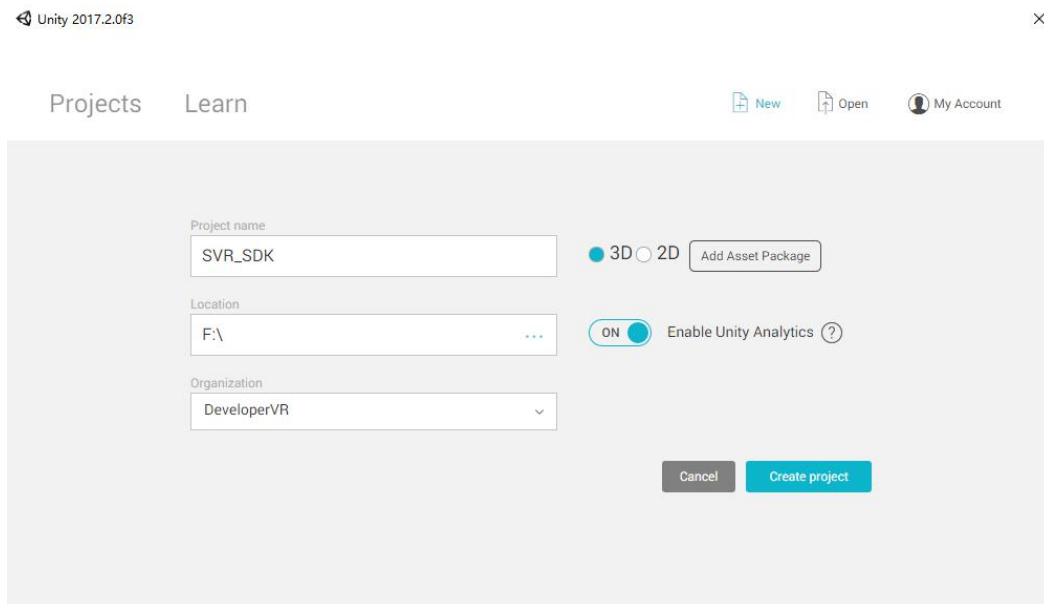 Unity 2017.2.0f3
Projects Learn New Open My Account
Project name
SVR_SDK
3D 2D Add Asset Package
Location
F:\ ...
ON Enable Unity Analytics ?
Organization
DeveloperVR
Cancel Create project